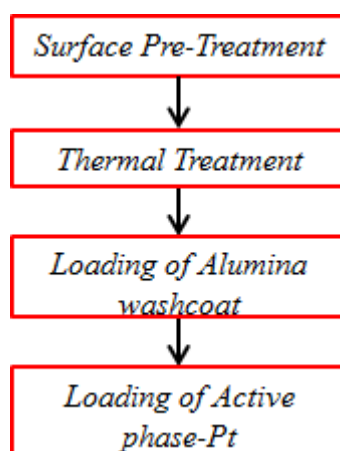 Surface Pre-Treatment
Thermal Treatment
Loading of Alumina
washcoat
Loading of Active
phase-Pt